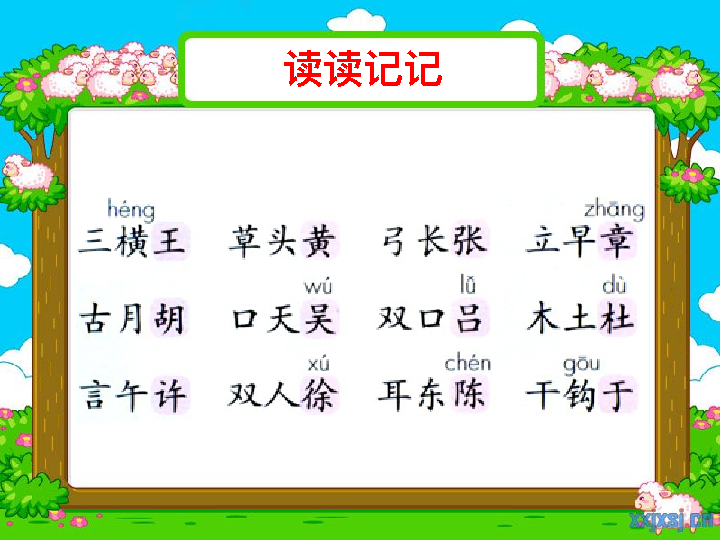 读读记记
héng zhāng
三横王 草头黄 弓长张 立早章
wú lǚ dù
古月胡 口天吴 双口吕 木土杜
xú chén gōu
言午许 双人徐 耳东陈 干钩于
xxjxsj.cn